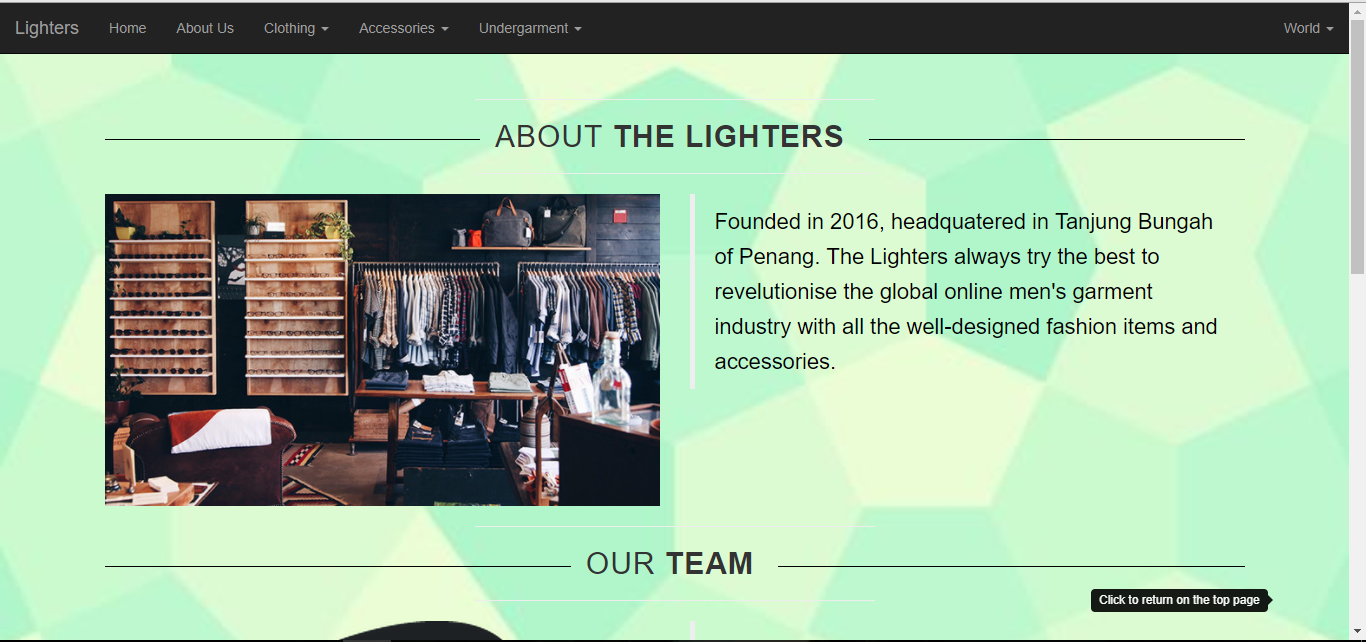 Lighters Home About Us Clothing Accessories Undergarment World
ABOUT THE LIGHTERS
Founded in 2016, headquatered in Tanjung Bungah
of Penang. The Lighters always try the best to
revelutionise the global online men's garment
industry with all the well-designed fashion items and
accessories.
OUR TEAM
Click to return on the top page